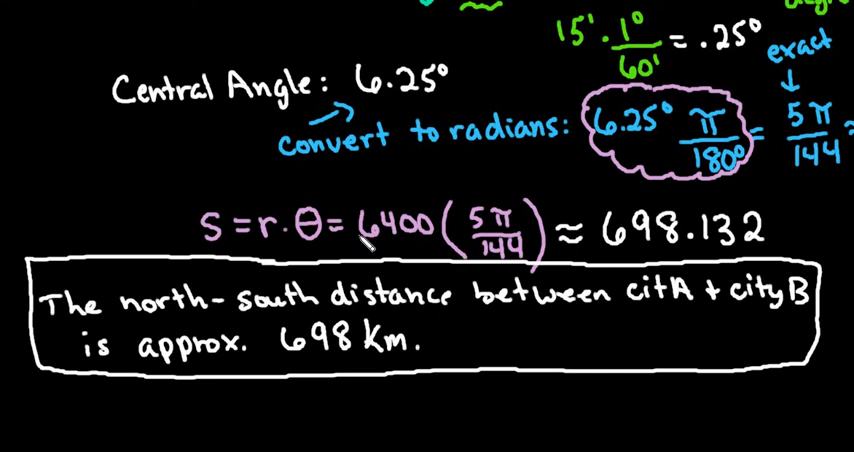 15' · 1°/60' = .25°
exact
Central Angle: 6.25°
convert to radians: 6.25° π/180° = 5π/144 =
S = r · θ = 6400 (5π/144) ≈ 698.132
The north-south distance between citA + city B
is approx. 698 Km.